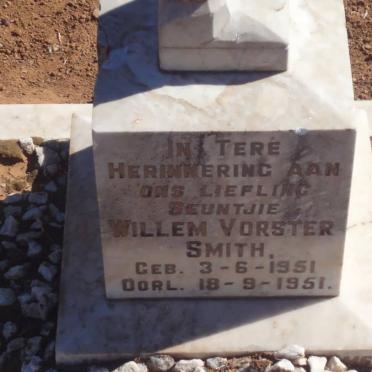 IN TERE
HERINNERING AAN
ONS LIEFLING
SEUNTJIE
WILLEM VORSTER
SMITH.
GEB. 3-6-1951
OORL. 18-9-1951.